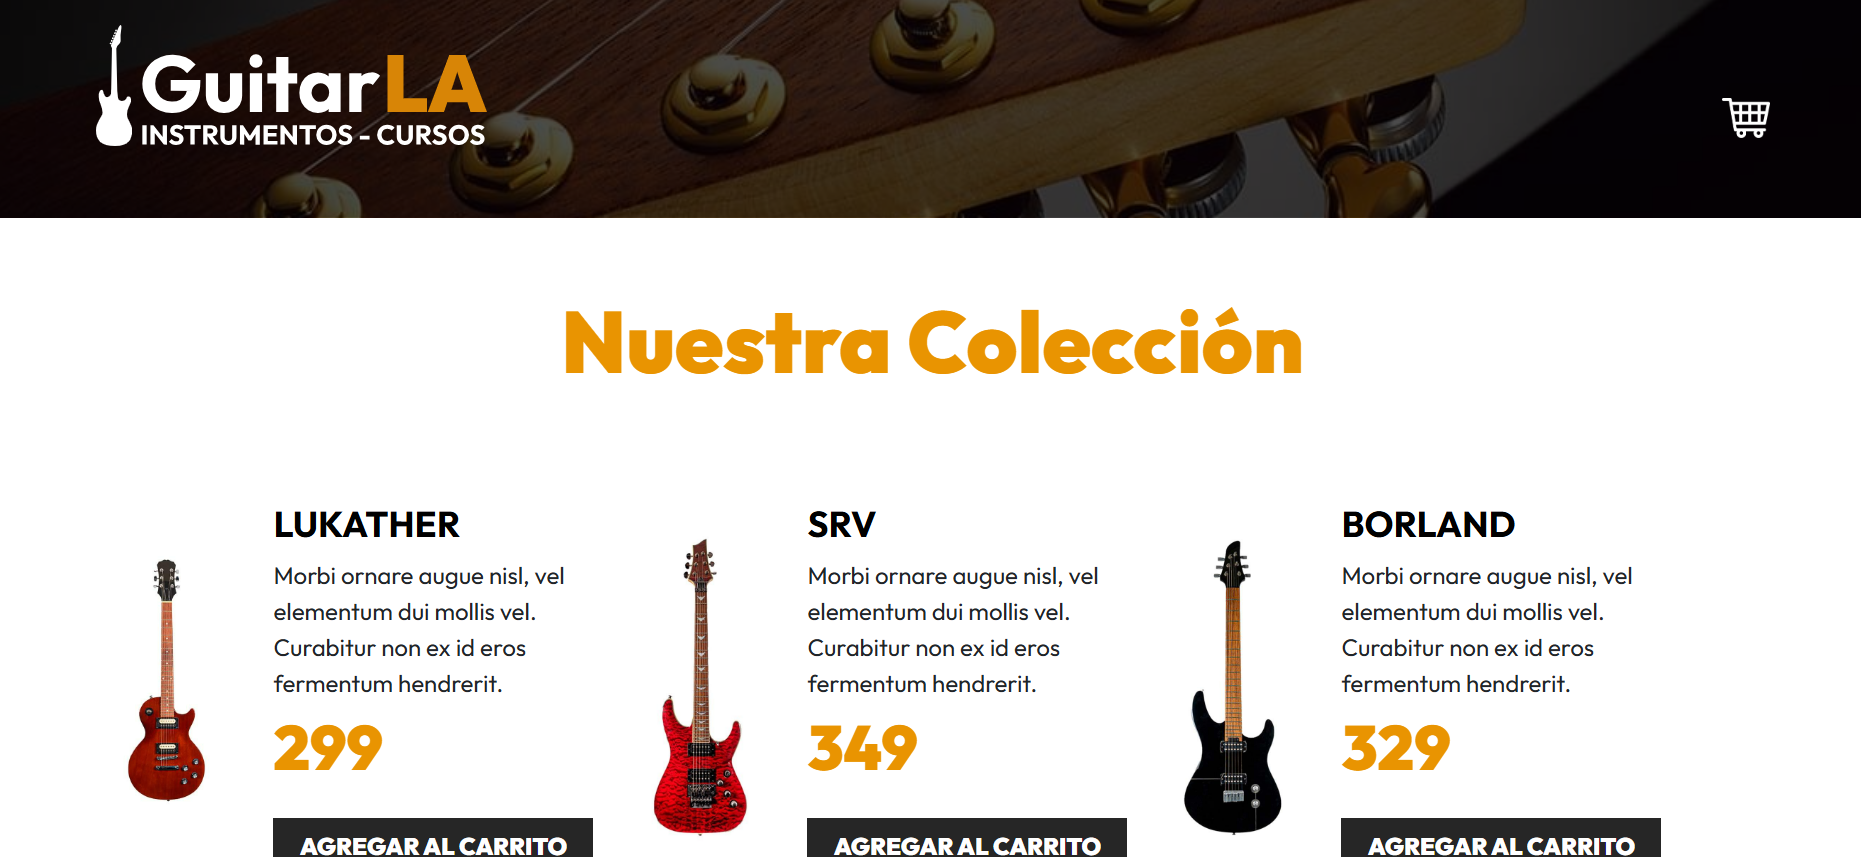 GuitarLA
INSTRUMENTOS - CURSOS
Nuestra Colección
LUKATHER
Morbi ornare augue nisl, vel
elementum dui mollis vel.
Curabitur non ex id eros
fermentum hendrerit.
299
AGREGAR AL CARRITO
SRV
Morbi ornare augue nisl, vel
elementum dui mollis vel.
Curabitur non ex id eros
fermentum hendrerit.
349
AGREGAR AL CARRITO
BORLAND
Morbi ornare augue nisl, vel
elementum dui mollis vel.
Curabitur non ex id eros
fermentum hendrerit.
329
AGREGAR AL CARRITO